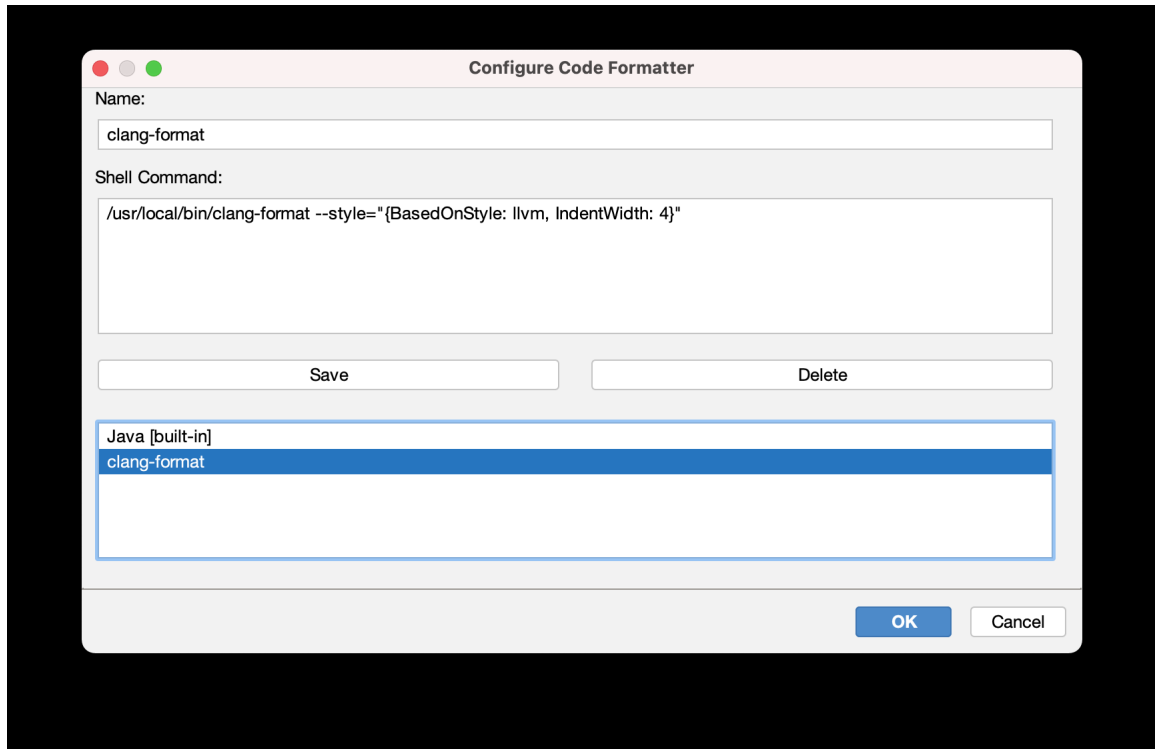 Configure Code Formatter
Name:
clang-format
Shell Command:
/usr/local/bin/clang-format --style="{BasedOnStyle: llvm, IndentWidth: 4}"
Save
Delete
Java [built-in]
clang-format
OK
Cancel